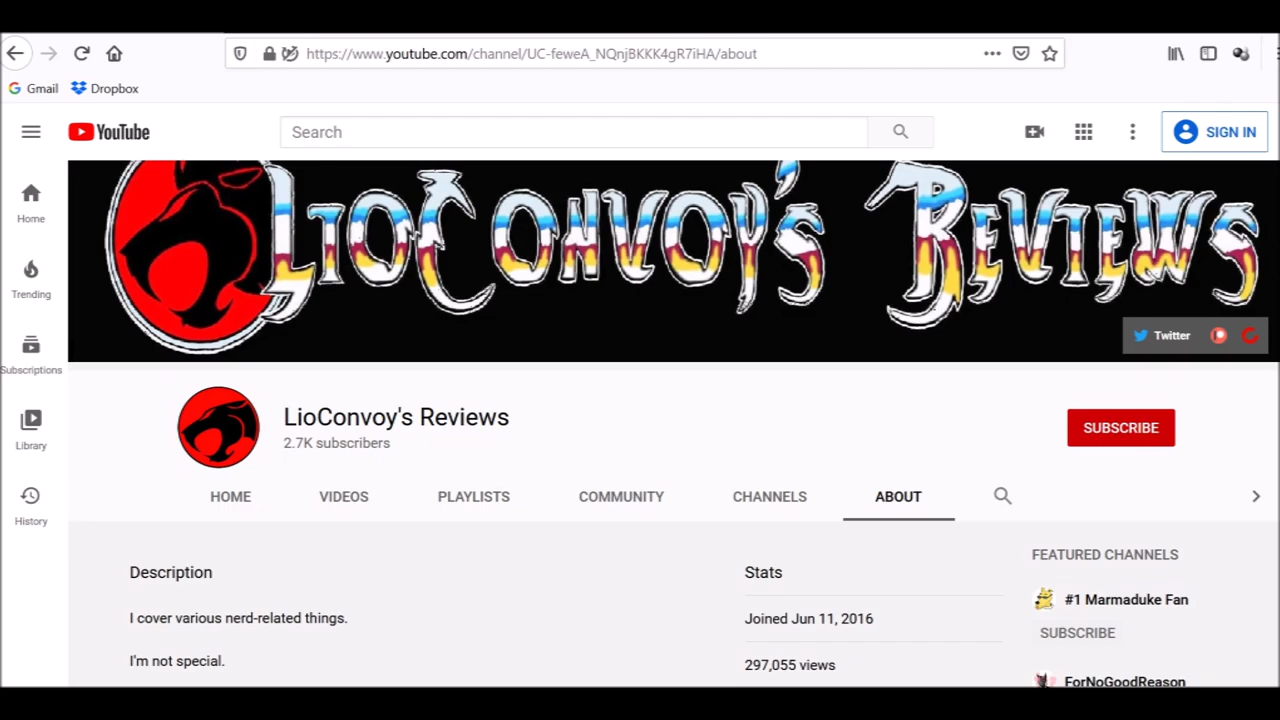 https://www.youtube.com/channel/UC-feweA_NQnjBKKK4gR7iHA/about
Gmail
Dropbox
YouTube
Search
SIGN IN
LioConvoy's Reviews
Twitter
Home
Trending
Subscriptions
Library
History
LioConvoy's Reviews
2.7K subscribers
SUBSCRIBE
HOME
VIDEOS
PLAYLISTS
COMMUNITY
CHANNELS
ABOUT
Description
I cover various nerd-related things.
I'm not special.
Stats
Joined Jun 11, 2016
297,055 views
FEATURED CHANNELS
#1 Marmaduke Fan
SUBSCRIBE
ForNoGoodReason